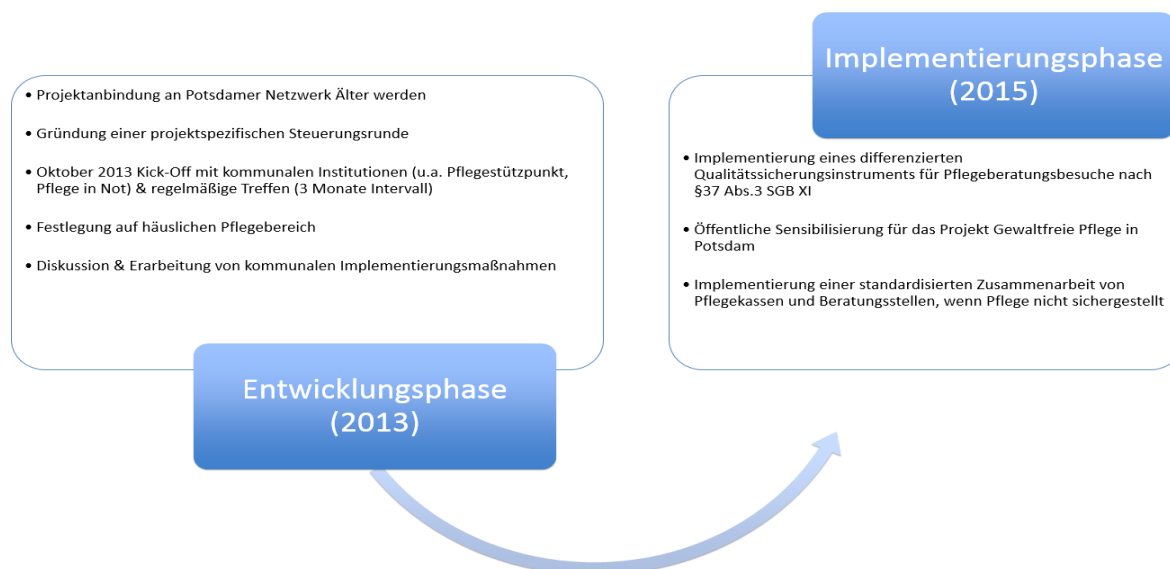 • Projektanbindung an Potsdamer Netzwerk Älter werden
• Gründung einer projektspezifischen Steuerungsrunde
• Oktober 2013 Kick-Off mit kommunalen Institutionen (u.a. Pflegestützpunkt,
Pflege in Not) & regelmäßige Treffen (3 Monate Intervall)
• Festlegung auf häuslichen Pflegebereich
• Diskussion & Erarbeitung von kommunalen Implementierungsmaßnahmen
Entwicklungsphase
(2013)
Implementierungsphase
(2015)
• Implementierung eines differenzierten
Qualitätssicherungsinstruments für Pflegeberatungsbesuche nach
§37 Abs.3 SGB XI
• Öffentliche Sensibilisierung für das Projekt Gewaltfreie Pflege in
Potsdam
• Implementierung einer standardisierten Zusammenarbeit von
Pflegekassen und Beratungsstellen, wenn Pflege nicht sichergestellt